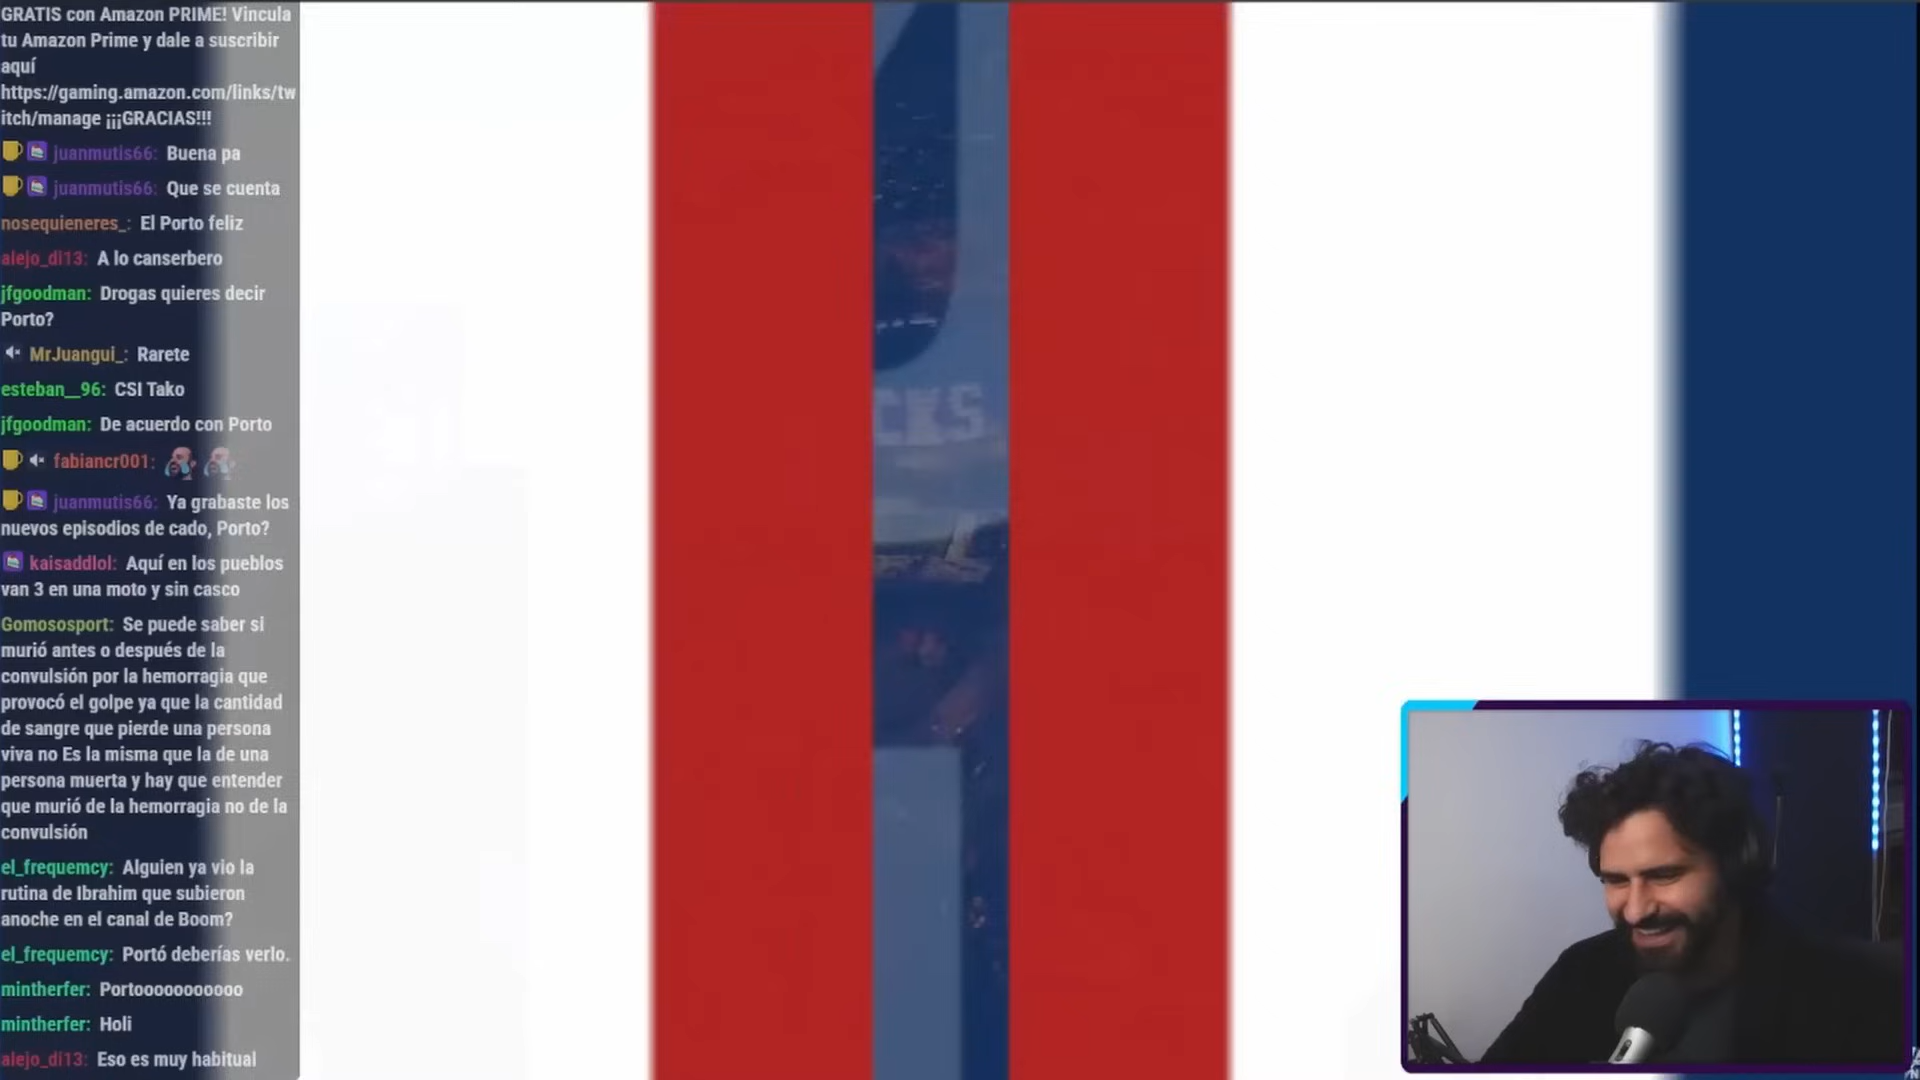 GRATIS con Amazon PRIME! Vincula
tu Amazon Prime y dale a suscribir
aquí
https://gaming.amazon.com/links/tw
itch/manage ¡¡¡GRACIAS!!!
juanmutis66: Buena pa
juanmutis66: Que se cuenta
nosequieneres_: El Porto feliz
alejo_di13: A lo canserbero
jfgoodman: Drogas quieres decir
Porto?
MrJuangui_: Rarete
esteban__96: CSI Tako
jfgoodman: De acuerdo con Porto
fabiancr001:
juanmutis66: Ya grabaste los
nuevos episodios de cado, Porto?
kaisaddlol: Aquí en los pueblos
van 3 en una moto y sin casco
Gomososport: Se puede saber si
murió antes o después de la
convulsión por la hemorragia que
provocó el golpe ya que la cantidad
de sangre que pierde una persona
viva no Es la misma que la de una
persona muerta y hay que entender
que murió de la hemorragia no de la
convulsión
el_frequemcy: Alguien ya vio la
rutina de Ibrahim que subieron
anoche en el canal de Boom?
el_frequemcy: Portó deberías verlo.
mintherfer: Portooooooooooo
mintherfer: Holi
alejo_di13: Eso es muy habitual
CKS